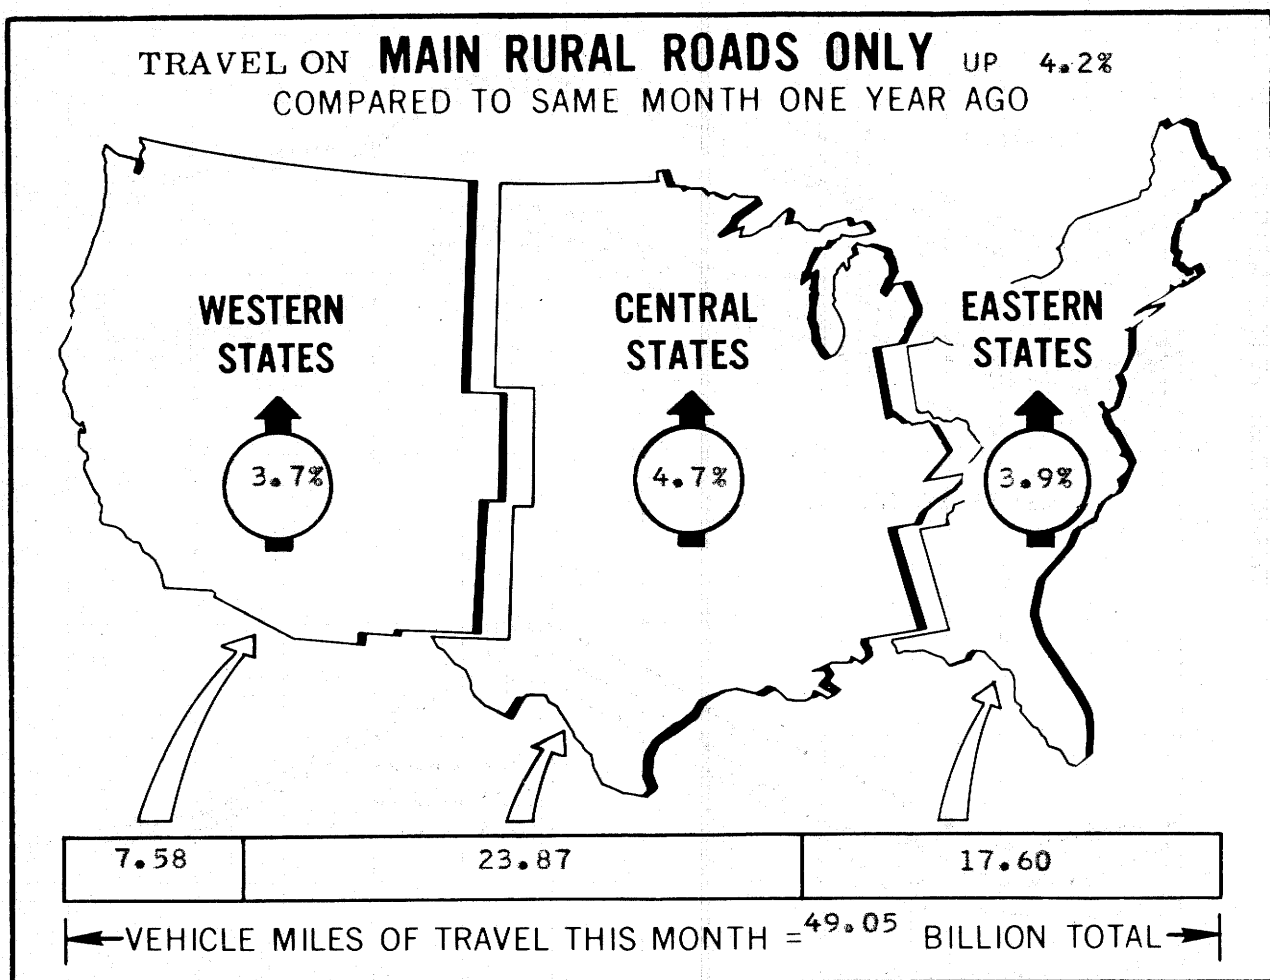 TRAVEL ON MAIN RURAL ROADS ONLY UP 4.2%
COMPARED TO SAME MONTH ONE YEAR AGO
WESTERN
STATES
3.7%
CENTRAL
STATES
4.7%
EASTERN
STATES
3.9%
7.58 23.87 17.60
VEHICLE MILES OF TRAVEL THIS MONTH = 49.05 BILLION TOTAL